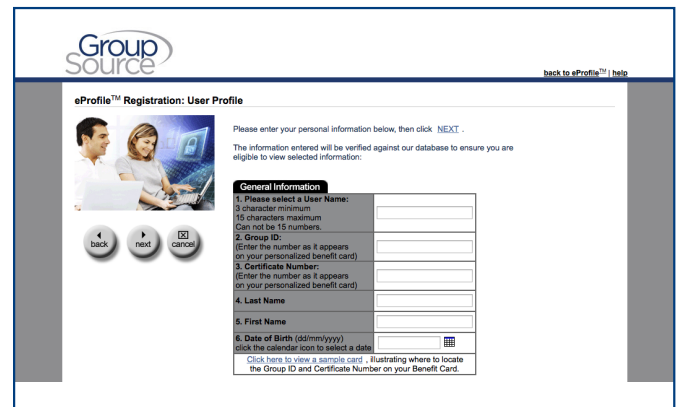 Group
Source
back to eProfile™ | help
eProfile™ Registration: User Profile
Please enter your personal information below, then click NEXT .
The information entered will be verified against our database to ensure you are
eligible to view selected information:
General Information
1. Please select a User Name:
3 character minimum
15 characters maximum
Can not be 15 numbers.
back
next
cancel
2. Group ID:
(Enter the number as it appears
on your personalized benefit card)
3. Certificate Number:
(Enter the number as it appears
on your personalized benefit card)
4. Last Name
5. First Name
6. Date of Birth (dd/mm/yyyy)
click the calendar icon to select a date
Click here to view a sample card , illustrating where to locate
the Group ID and Certificate Number on your Benefit Card.